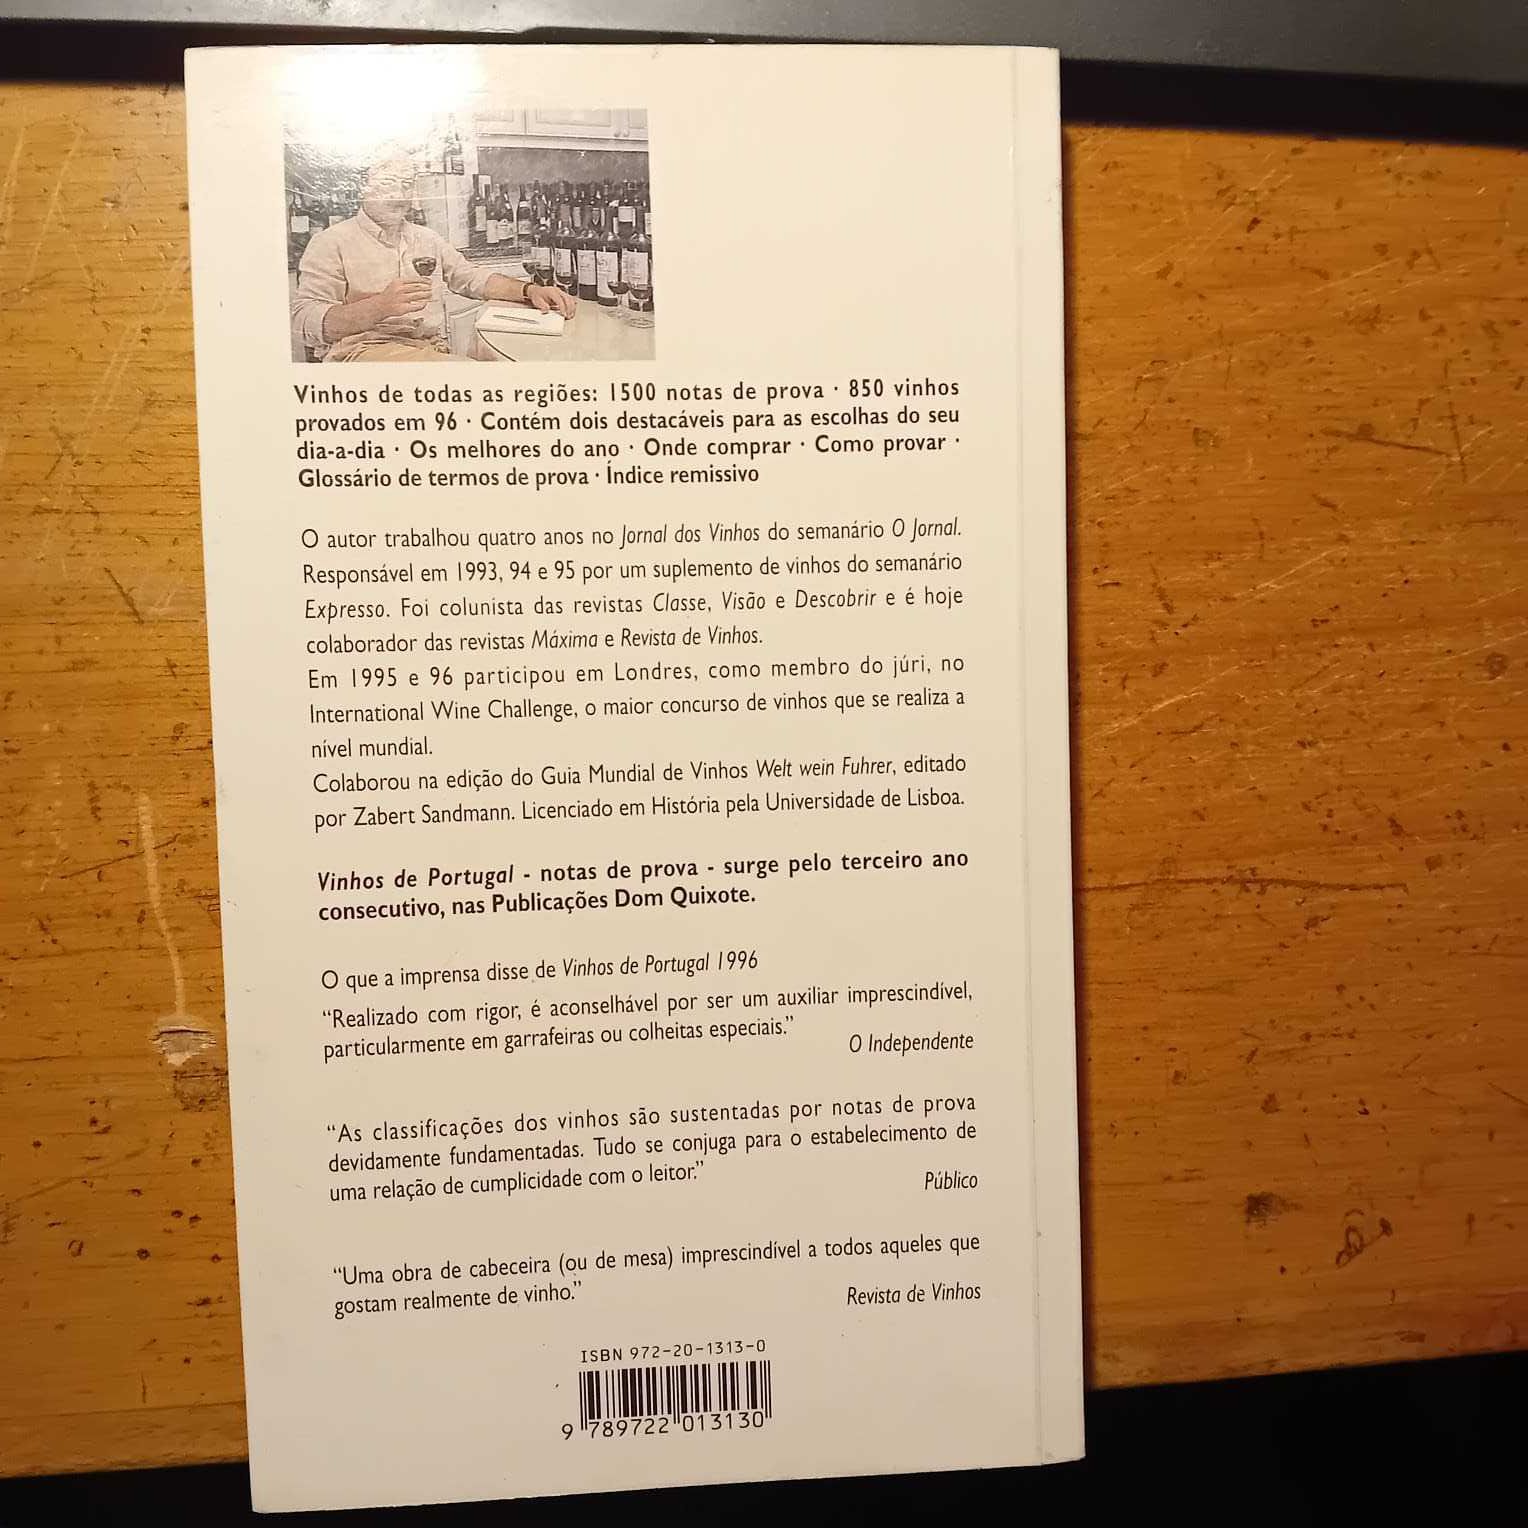 Vinhos de todas as regiões: 1500 notas de prova · 850 vinhos
provados em 96 · Contém dois destacáveis para as escolhas do seu
dia-a-dia · Os melhores do ano · Onde comprar · Como provar ·
Glossário de termos de prova · Índice remissivo
O autor trabalhou quatro anos no Jornal dos Vinhos do semanário O Jornal.
Responsável em 1993, 94 e 95 por um suplemento de vinhos do semanário
Expresso. Foi colunista das revistas Classe, Visão e Descobrir e é hoje
colaborador das revistas Máxima e Revista de Vinhos.
Em 1995 e 96 participou em Londres, como membro do júri, no
International Wine Challenge, o maior concurso de vinhos que se realiza a
nível mundial.
Colaborou na edição do Guia Mundial de Vinhos Welt wein Fuhrer, editado
por Zabert Sandmann. Licenciado em História pela Universidade de Lisboa.
Vinhos de Portugal - notas de prova - surge pelo terceiro ano
consecutivo, nas Publicações Dom Quixote.
O que a imprensa disse de Vinhos de Portugal 1996
“Realizado com rigor, é aconselhável por ser um auxiliar imprescindível,
particularmente em garrafeiras ou colheitas especiais.”
O Independente
“As classificações dos vinhos são sustentadas por notas de prova
devidamente fundamentadas. Tudo se conjuga para o estabelecimento de
uma relação de cumplicidade com o leitor.”
Público
“Uma obra de cabeceira (ou de mesa) imprescindível a todos aqueles que
gostam realmente de vinho.”
Revista de Vinhos
ISBN 972-20-1313-0
9 789722 013130